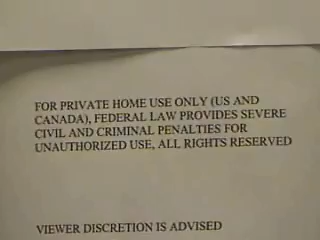 FOR PRIVATE HOME USE ONLY (US AND
CANADA), FEDERAL LAW PROVIDES SEVERE
CIVIL AND CRIMINAL PENALTIES FOR
UNAUTHORIZED USE, ALL RIGHTS RESERVED
VIEWER DISCRETION IS ADVISED